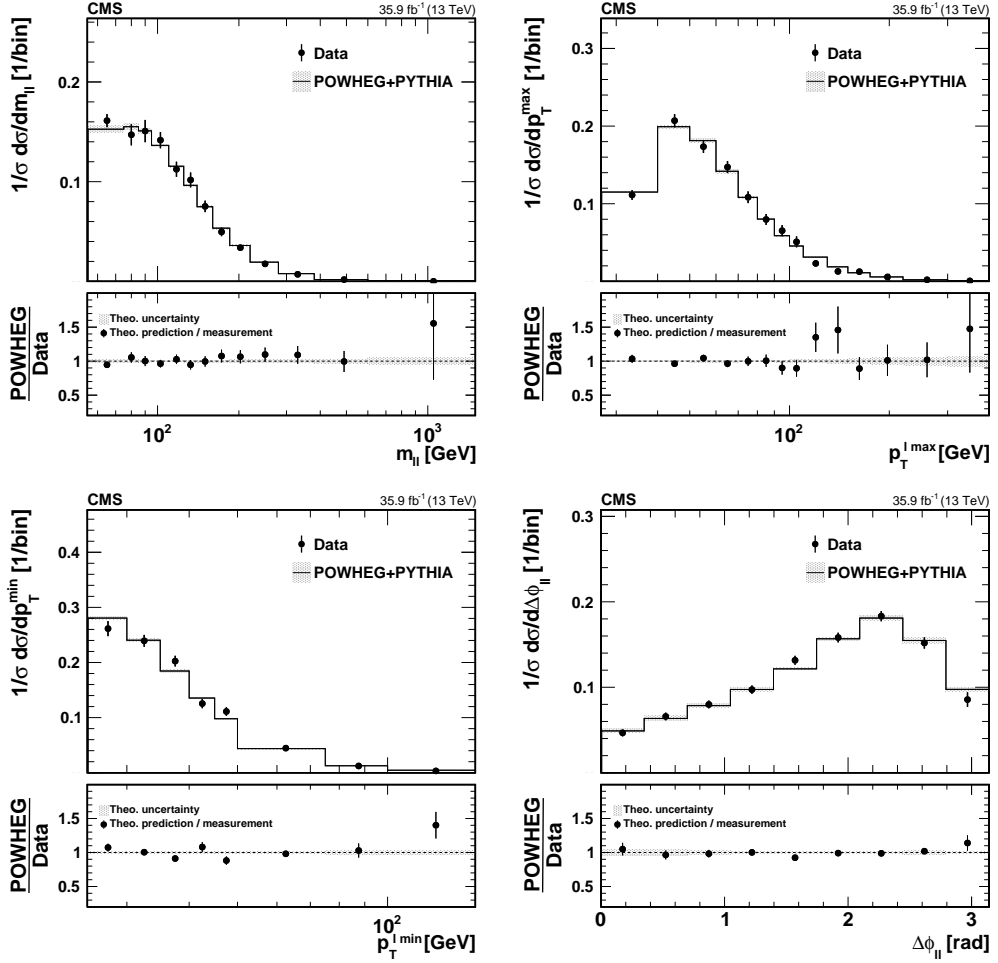 CMS 35.9 fb⁻¹ (13 TeV)
1/σ dσ/dm_ll [1/bin]
0.2
0.1
Data
POWHEG+PYTHIA
POWHEG
Data
1.5
1
0.5
Theo. uncertainty
Theo. prediction / measurement
10² 10³
m_ll [GeV]
CMS 35.9 fb⁻¹ (13 TeV)
1/σ dσ/dp_T^max [1/bin]
0.3
0.2
0.1
Data
POWHEG+PYTHIA
POWHEG
Data
1.5
1
0.5
Theo. uncertainty
Theo. prediction / measurement
10²
p_T^l max [GeV]
CMS 35.9 fb⁻¹ (13 TeV)
1/σ dσ/dp_T^min [1/bin]
0.4
0.3
0.2
0.1
Data
POWHEG+PYTHIA
POWHEG
Data
1.5
1
0.5
Theo. uncertainty
Theo. prediction / measurement
10²
p_T^l min [GeV]
CMS 35.9 fb⁻¹ (13 TeV)
1/σ dσ/dΔϕ_ll [1/bin]
0.3
0.2
0.1
Data
POWHEG+PYTHIA
POWHEG
Data
1.5
1
0.5
Theo. uncertainty
Theo. prediction / measurement
0 1 2 3
Δϕ_ll [rad]